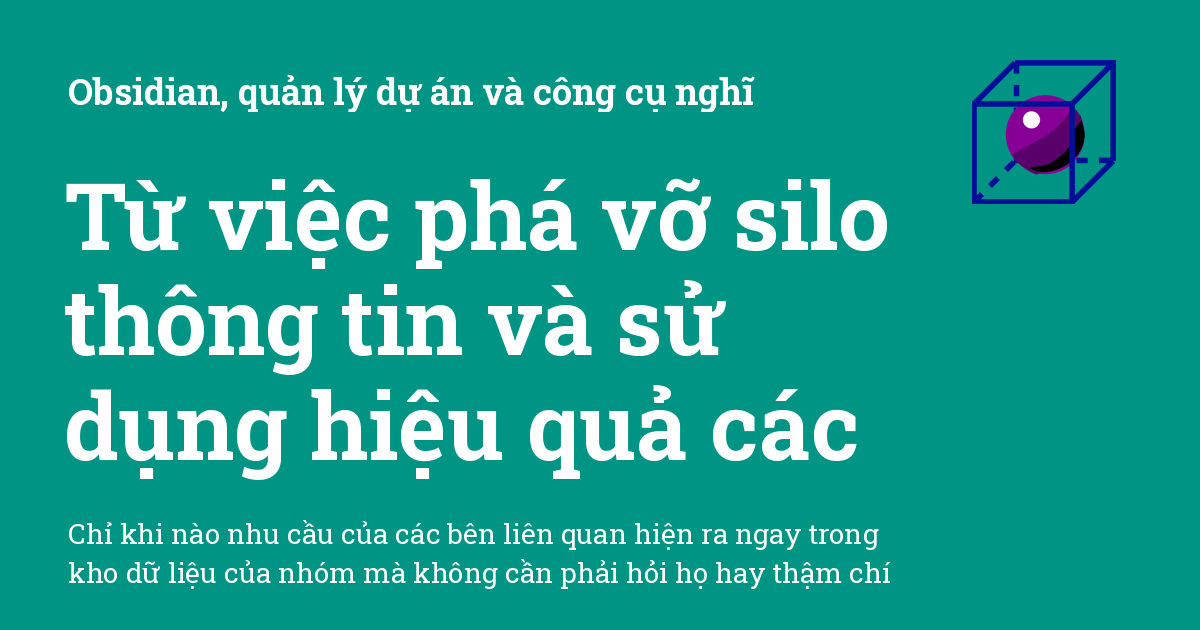 Obsidian, quản lý dự án và công cụ nghĩ
Từ việc phá vỡ silo
thông tin và sử
dụng hiệu quả các
Chỉ khi nào nhu cầu của các bên liên quan hiện ra ngay trong
kho dữ liệu của nhóm mà không cần phải hỏi họ hay thậm chí